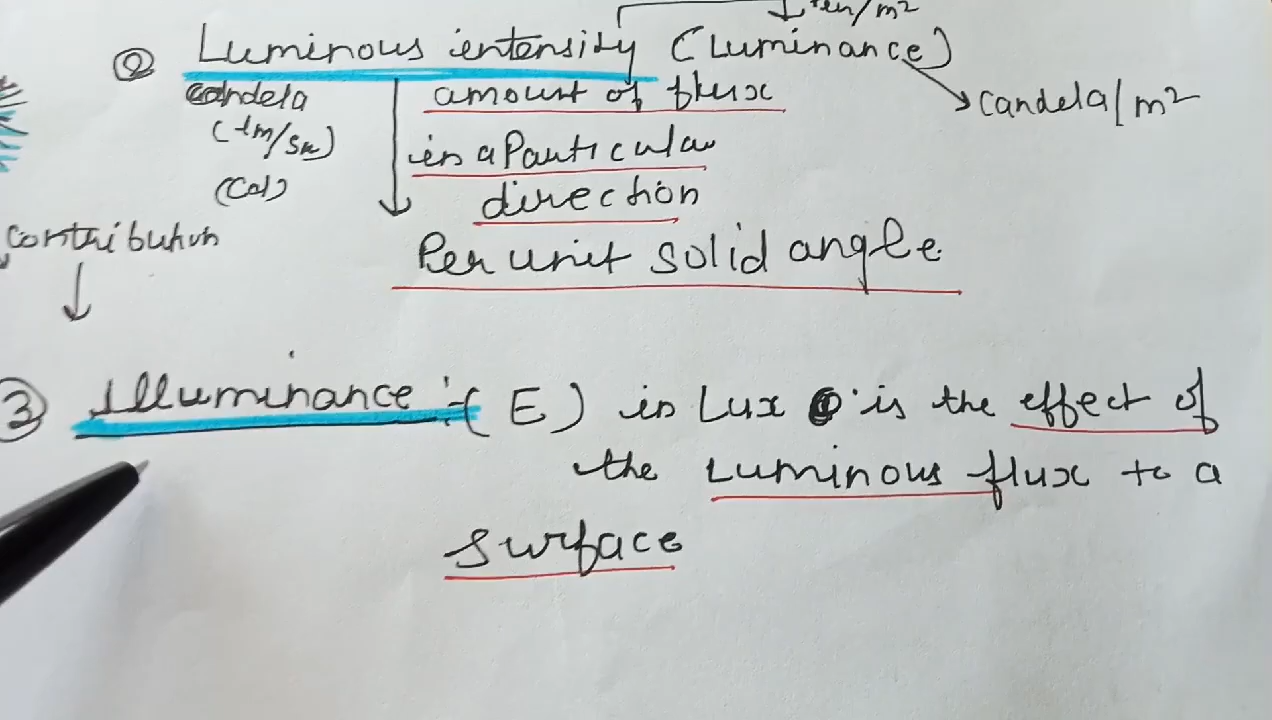 ② Luminous intensity (Luminance)
candela
(lm/sr)
(Cd)
amount of flux
in a Particular
direction
Per unit solid angle
/m²
candela/m²
contribution
③ Illuminance :- (E) in Lux is the effect of
the Luminous flux to a
surface